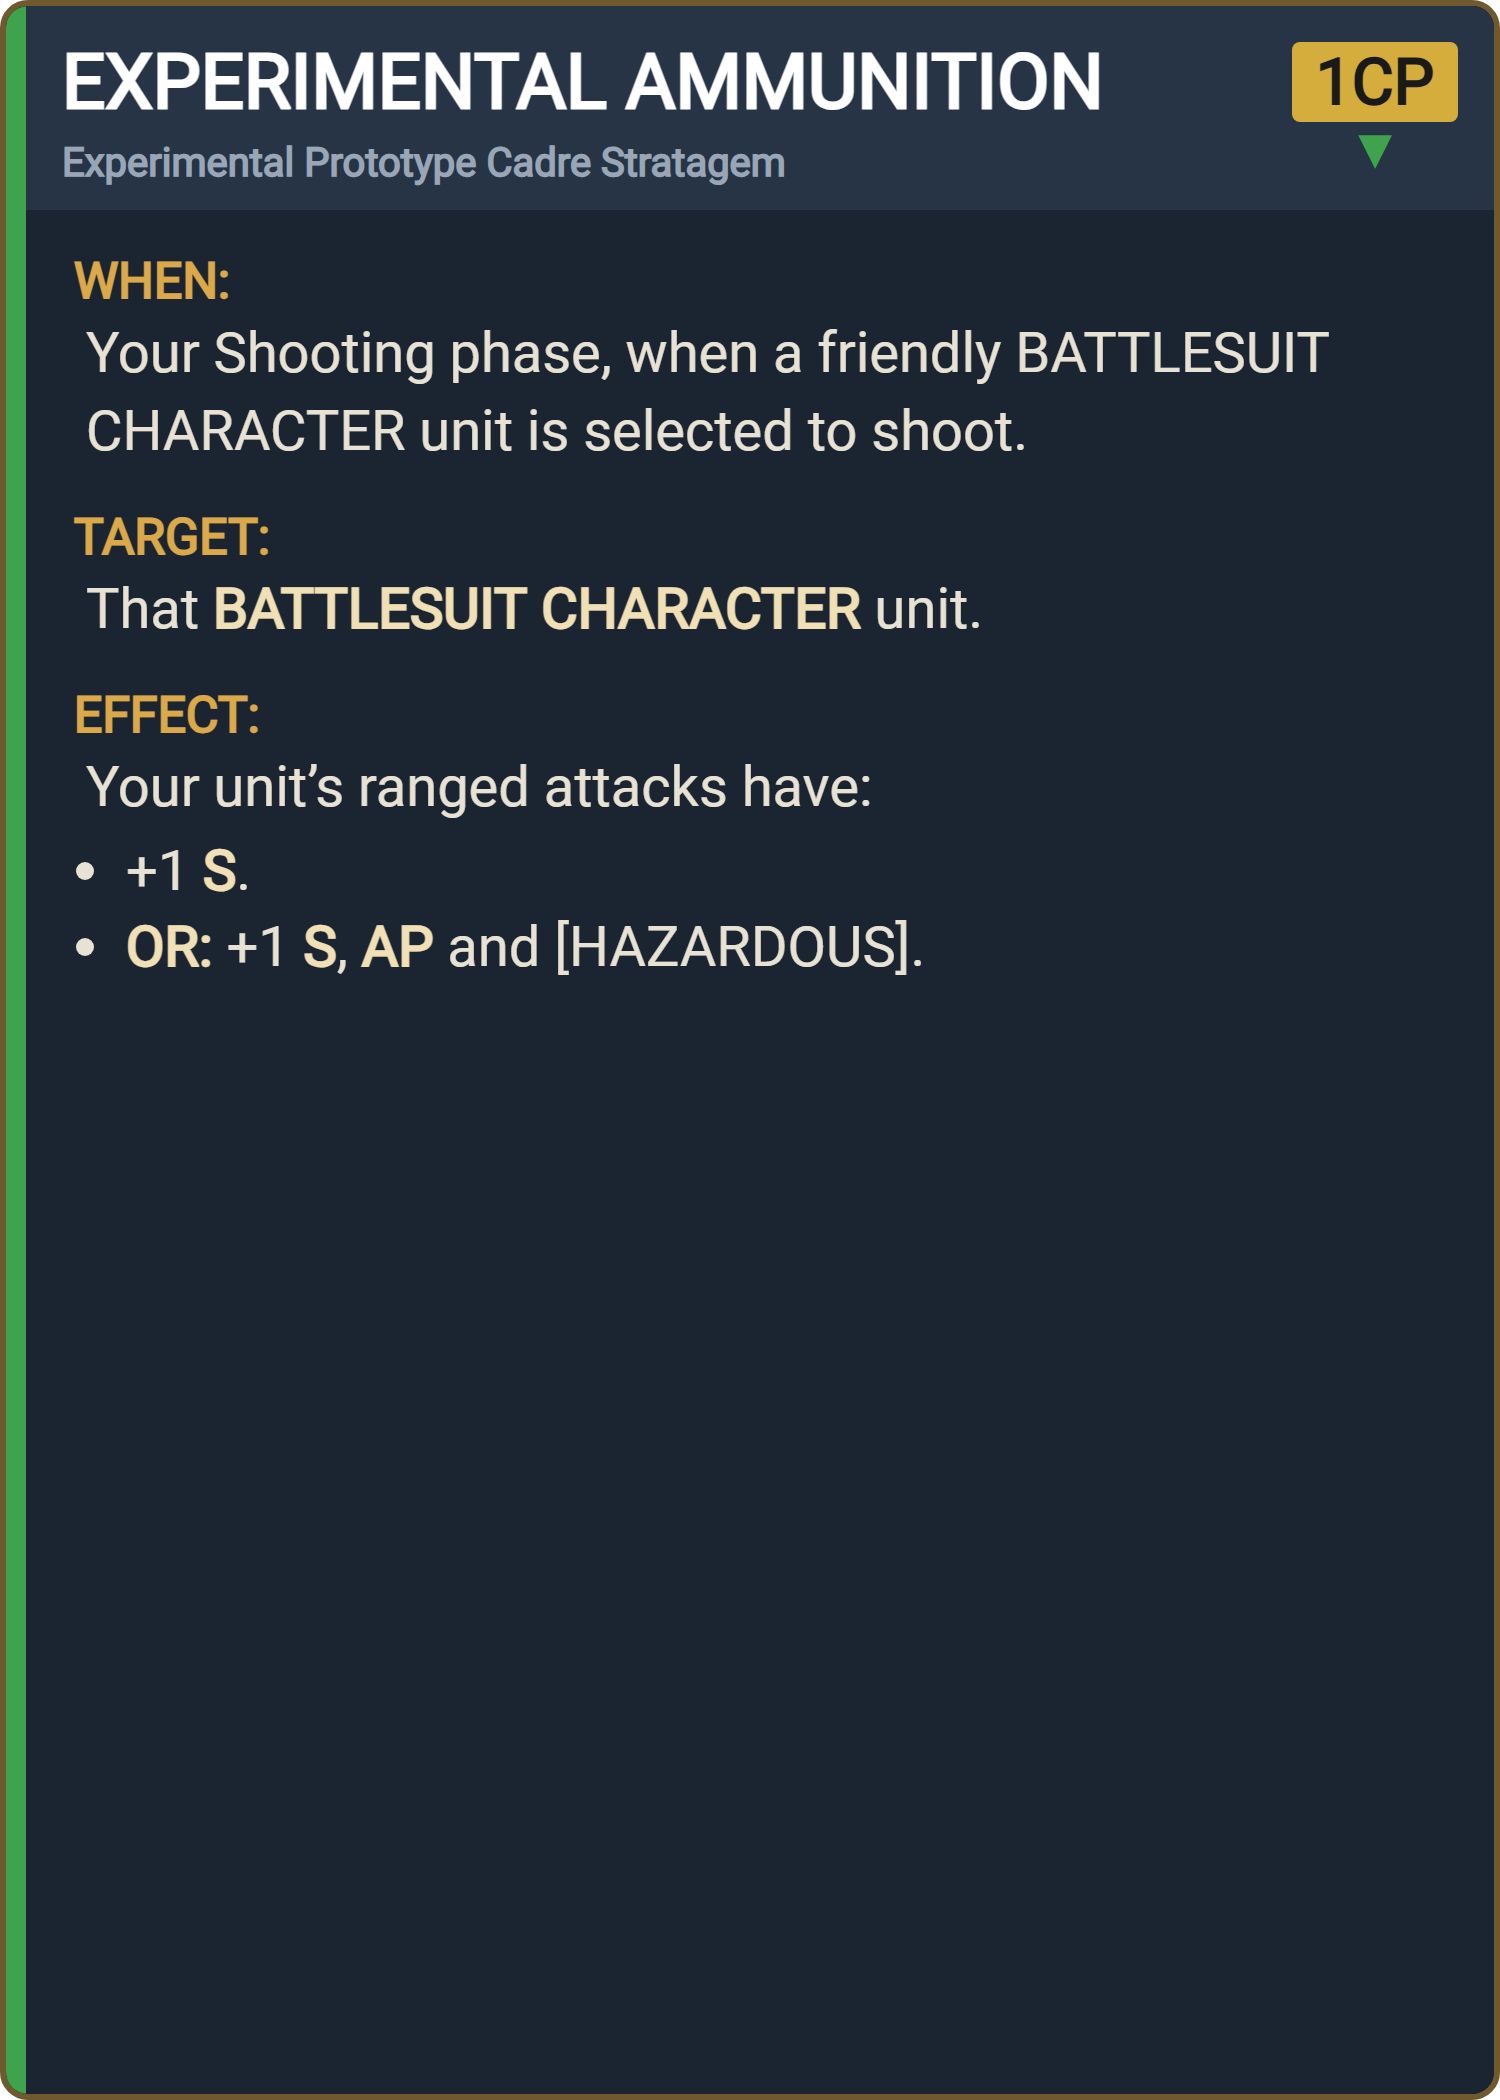 EXPERIMENTAL AMMUNITION
1CP
Experimental Prototype Cadre Stratagem
WHEN:
Your Shooting phase, when a friendly BATTLESUIT
CHARACTER unit is selected to shoot.
TARGET:
That BATTLESUIT CHARACTER unit.
EFFECT:
Your unit’s ranged attacks have:
• +1 S.
• OR: +1 S, AP and [HAZARDOUS].